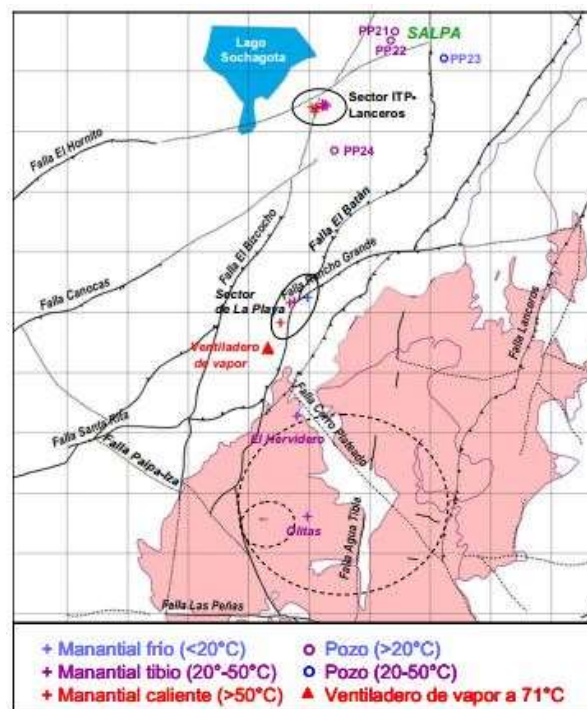 PP21
SALPA
PP22
PP23
Lago
Sochagota
Sector ITP-
Lanceros
PP24
Falla El Hornito
Falla El Batán
Falla El Bizcocho
Falla Rancho Grande
Falla Canocas
Sector
de La Playa
Falla Lanceros
Ventiladero
de vapor
Falla Cerro Plateado
Falla Santa Rita
El Hervidero
Falla Paipa-Iza
Olitas
Falla Agua Tibia
Falla Las Peñas
Manantial frío (<20°C)
Pozo (>20°C)
Manantial tibio (20°-50°C)
Pozo (20-50°C)
Manantial caliente (>50°C)
Ventiladero de vapor a 71°C